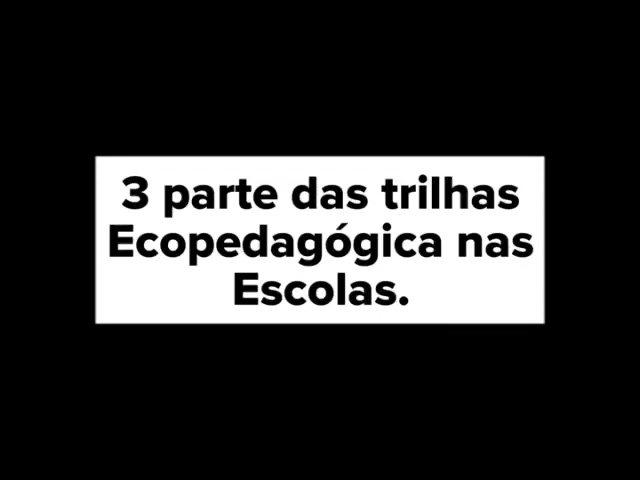 3 parte das trilhas
Ecopedagógica nas
Escolas.